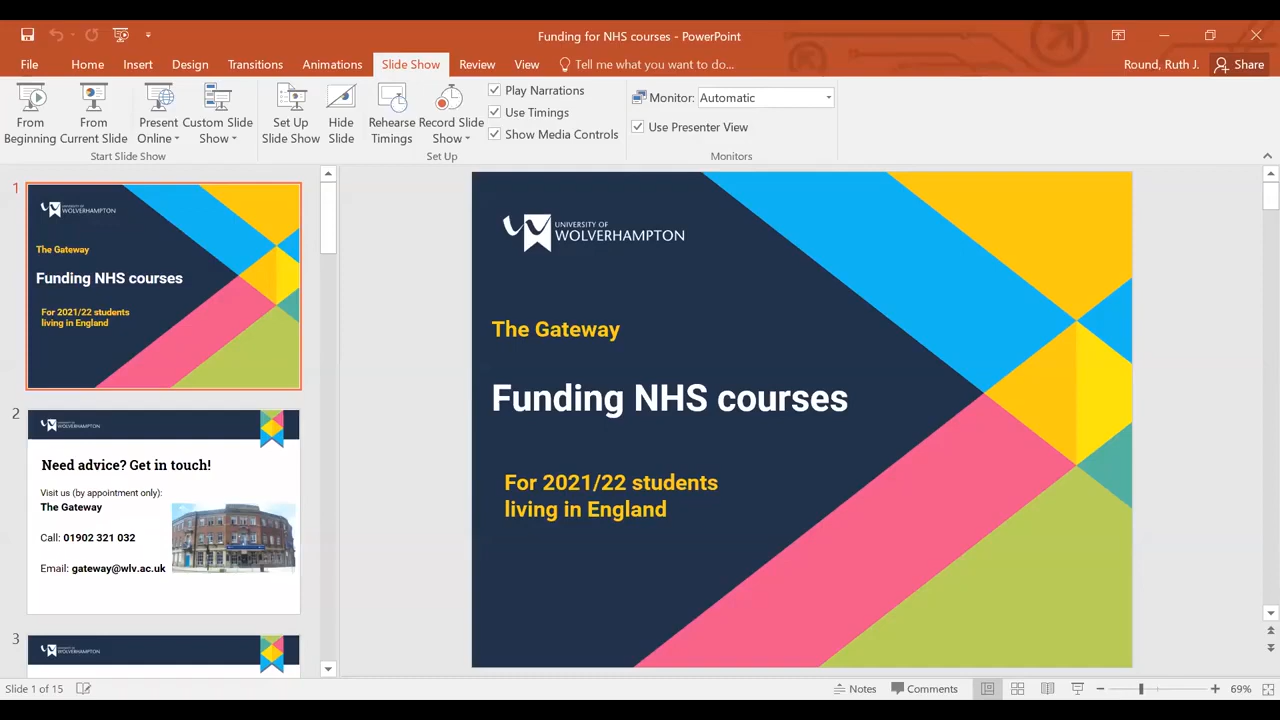 Funding for NHS courses - PowerPoint
File Home Insert Design Transitions Animations Slide Show Review View Tell me what you want to do... Round, Ruth J. Share
From Beginning
From Current Slide
Present Online
Custom Slide Show
Start Slide Show
Set Up Slide Show
Hide Slide
Rehearse Timings
Record Slide Show
Play Narrations
Use Timings
Show Media Controls
Set Up
Monitor: Automatic
Use Presenter View
Monitors
1
UNIVERSITY OF
WOLVERHAMPTON
The Gateway
Funding NHS courses
For 2021/22 students
living in England
2
UNIVERSITY OF
WOLVERHAMPTON
Need advice? Get in touch!
Visit us (by appointment only):
The Gateway
Call: 01902 321 032
Email: gateway@wlv.ac.uk
3
UNIVERSITY OF
WOLVERHAMPTON
UNIVERSITY OF
WOLVERHAMPTON
The Gateway
Funding NHS courses
For 2021/22 students
living in England
Slide 1 of 15
Notes Comments 69%